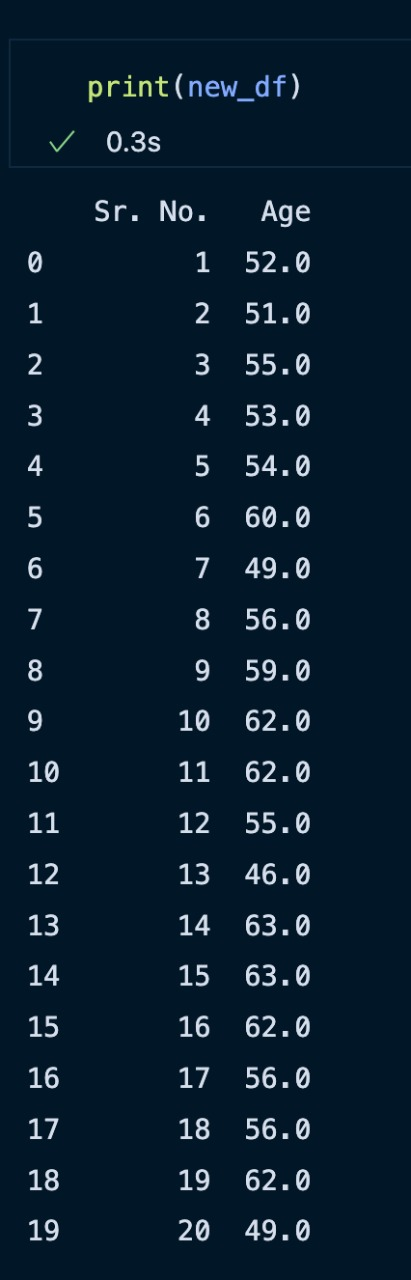 print(new_df)
✓ 0.3s
Sr. No. Age
0 1 52.0
1 2 51.0
2 3 55.0
3 4 53.0
4 5 54.0
5 6 60.0
6 7 49.0
7 8 56.0
8 9 59.0
9 10 62.0
10 11 62.0
11 12 55.0
12 13 46.0
13 14 63.0
14 15 63.0
15 16 62.0
16 17 56.0
17 18 56.0
18 19 62.0
19 20 49.0